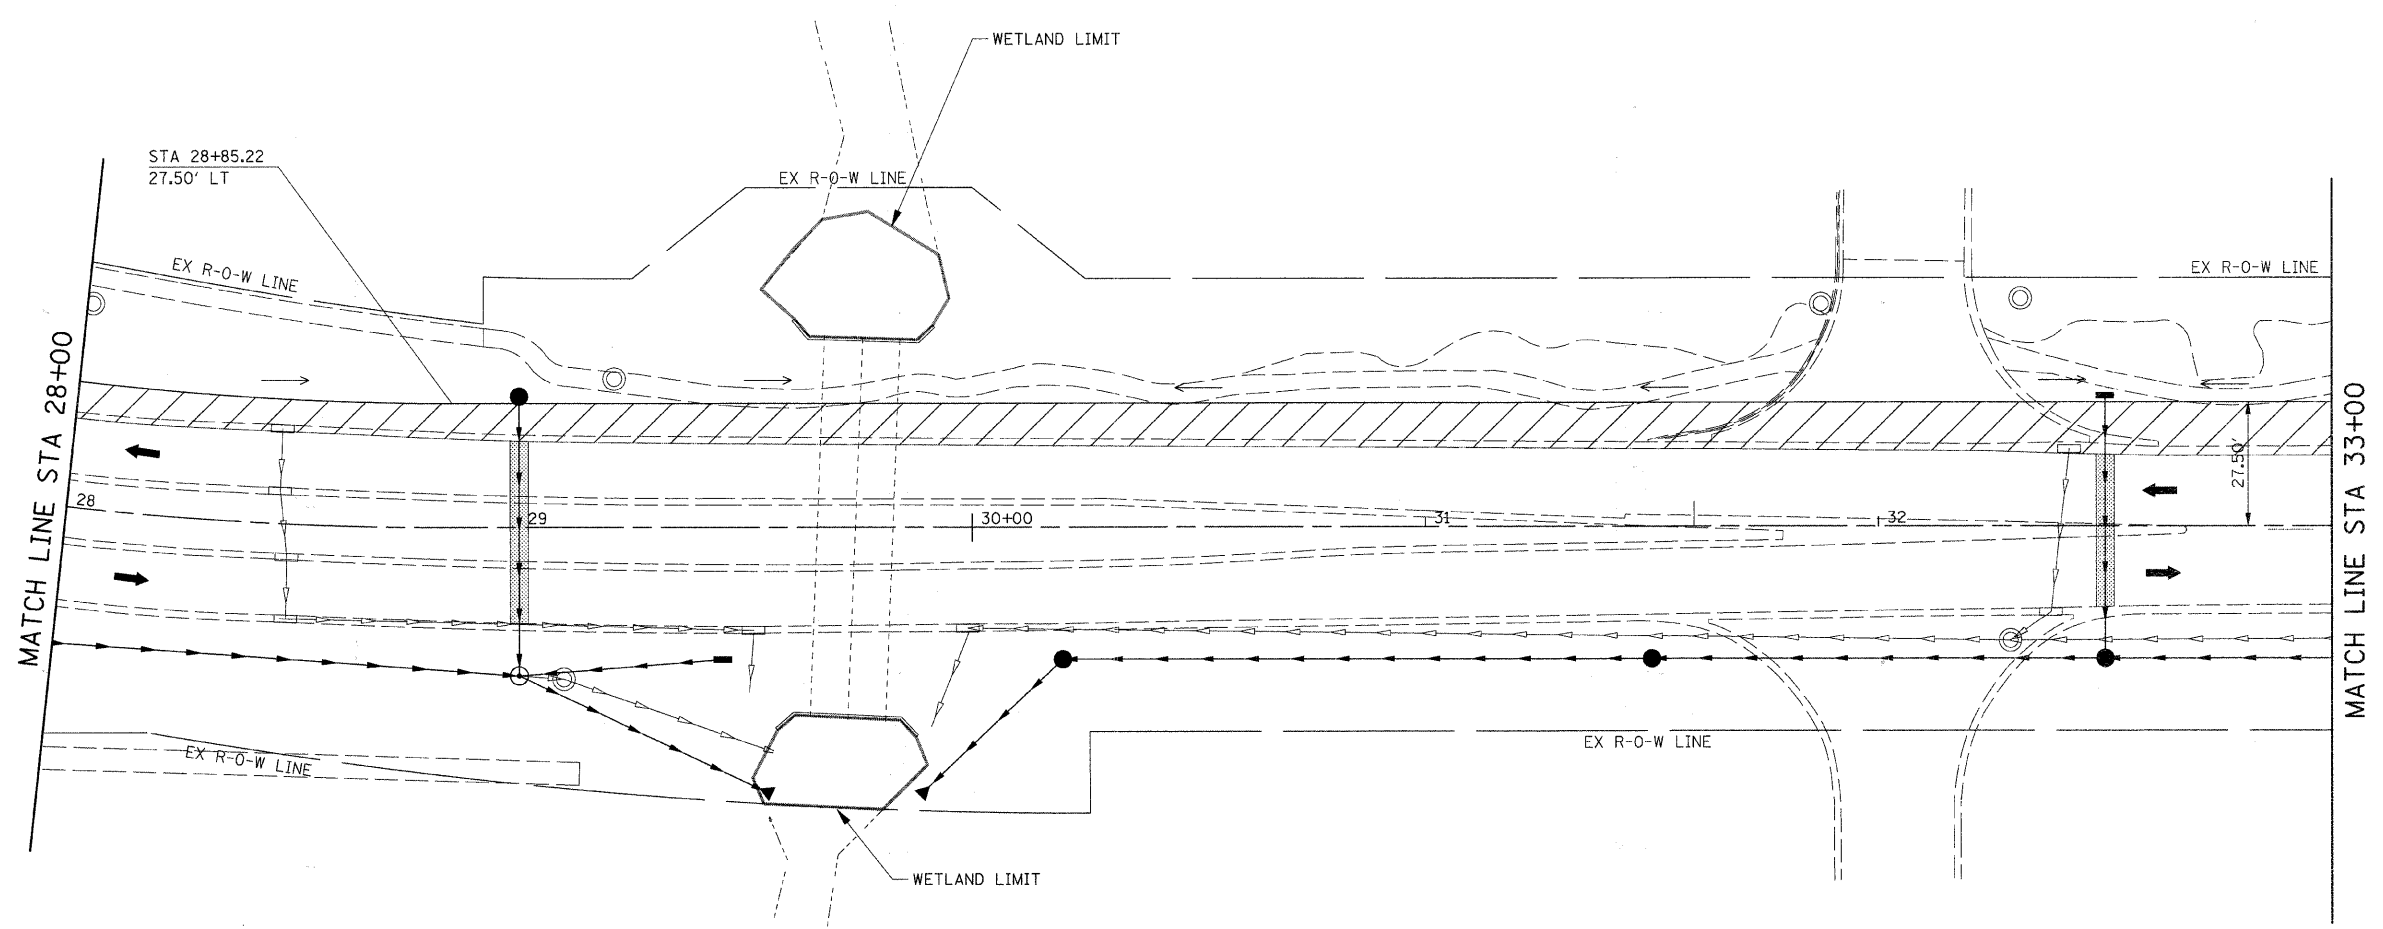 WETLAND LIMIT
STA 28+85.22
27.50' LT
EX R-O-W LINE
EX R-O-W LINE
EX R-O-W LINE
MATCH LINE STA 28+00
28
29
30+00
31
32
27.50'
MATCH LINE STA 33+00
EX R-O-W LINE
EX R-O-W LINE
WETLAND LIMIT